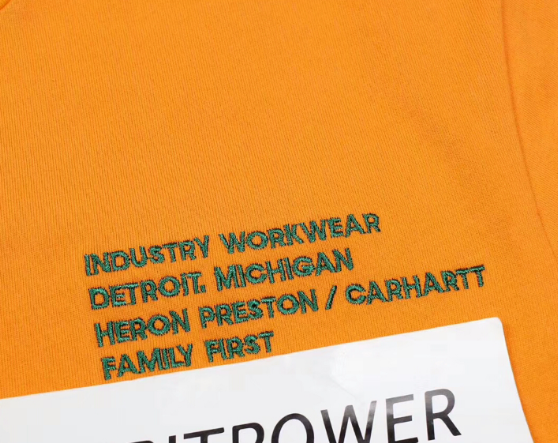 INDUSTRY WORKWEAR
DETROIT. MICHIGAN
HERON PRESTON / CARHARTT
FAMILY FIRST